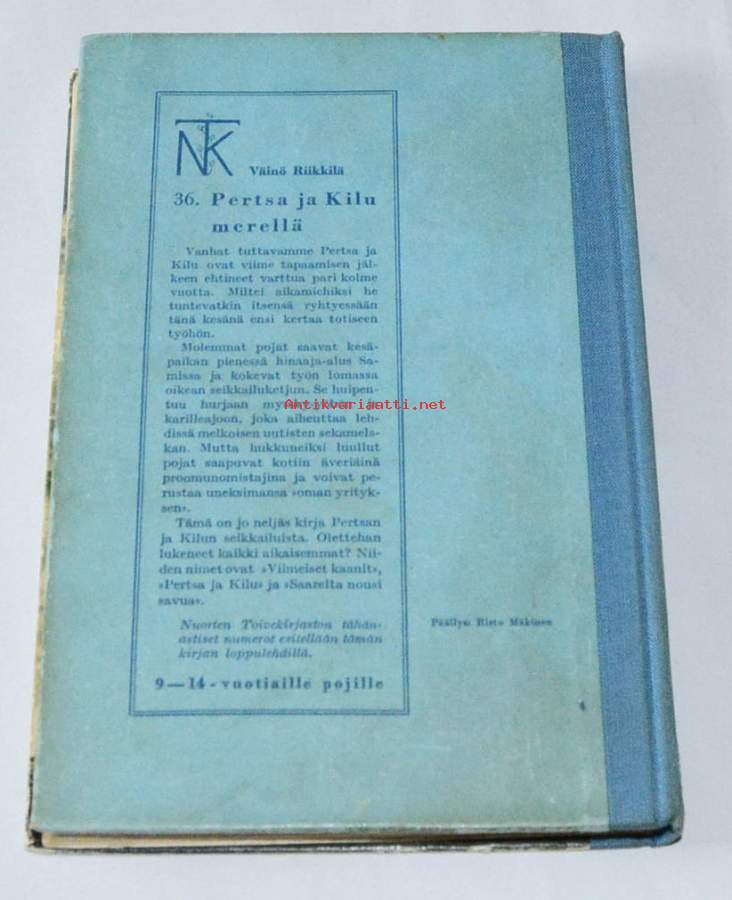 NTK
Väinö Riikkilä
36. Pertsa ja Kilu
merellä
Vanhat tuttavamme Pertsa ja
Kilu ovat viime tapaamisen jäl-
keen ehtineet varttua pari kolme
vuotta. Miltei aikamiehiksi he
tuntevatkin itsensä ryhtyessään
tänä kesänä ensi kertaa totiseen
työhön.
Molemmat pojat saavat kesä-
paikan pienessä hinaaja-alus Sa-
missa ja kokevat työn lomassa
oikean seikkailuketjun. Se huipen-
tuu hurjaan
Antikvariaatti.net
karilleajoon, joka aiheuttaa leh-
dissä melkoisen uutisten sekamels-
kan. Mutta hukkuneiksi luullut
pojat saapuvat kotiin äveriäinä
proomunomistajina ja voivat pe-
rustaa uneksimansa »oman yrityk-
sen».
Tämä on jo neljäs kirja Pertsan
ja Kilun seikkailuista. Olettehan
lukeneet kaikki aikaisemmat? Nii-
den nimet ovat »Viimeiset kaanit»,
»Pertsa ja Kilu» ja »Saarelta nousi
savua».
Nuorten Toivekirjaston tähän-
astiset numerot esitellään tämän
kirjan loppulehdillä.
Päällys: Risto Mäkinen
9—14-vuotiaille pojille